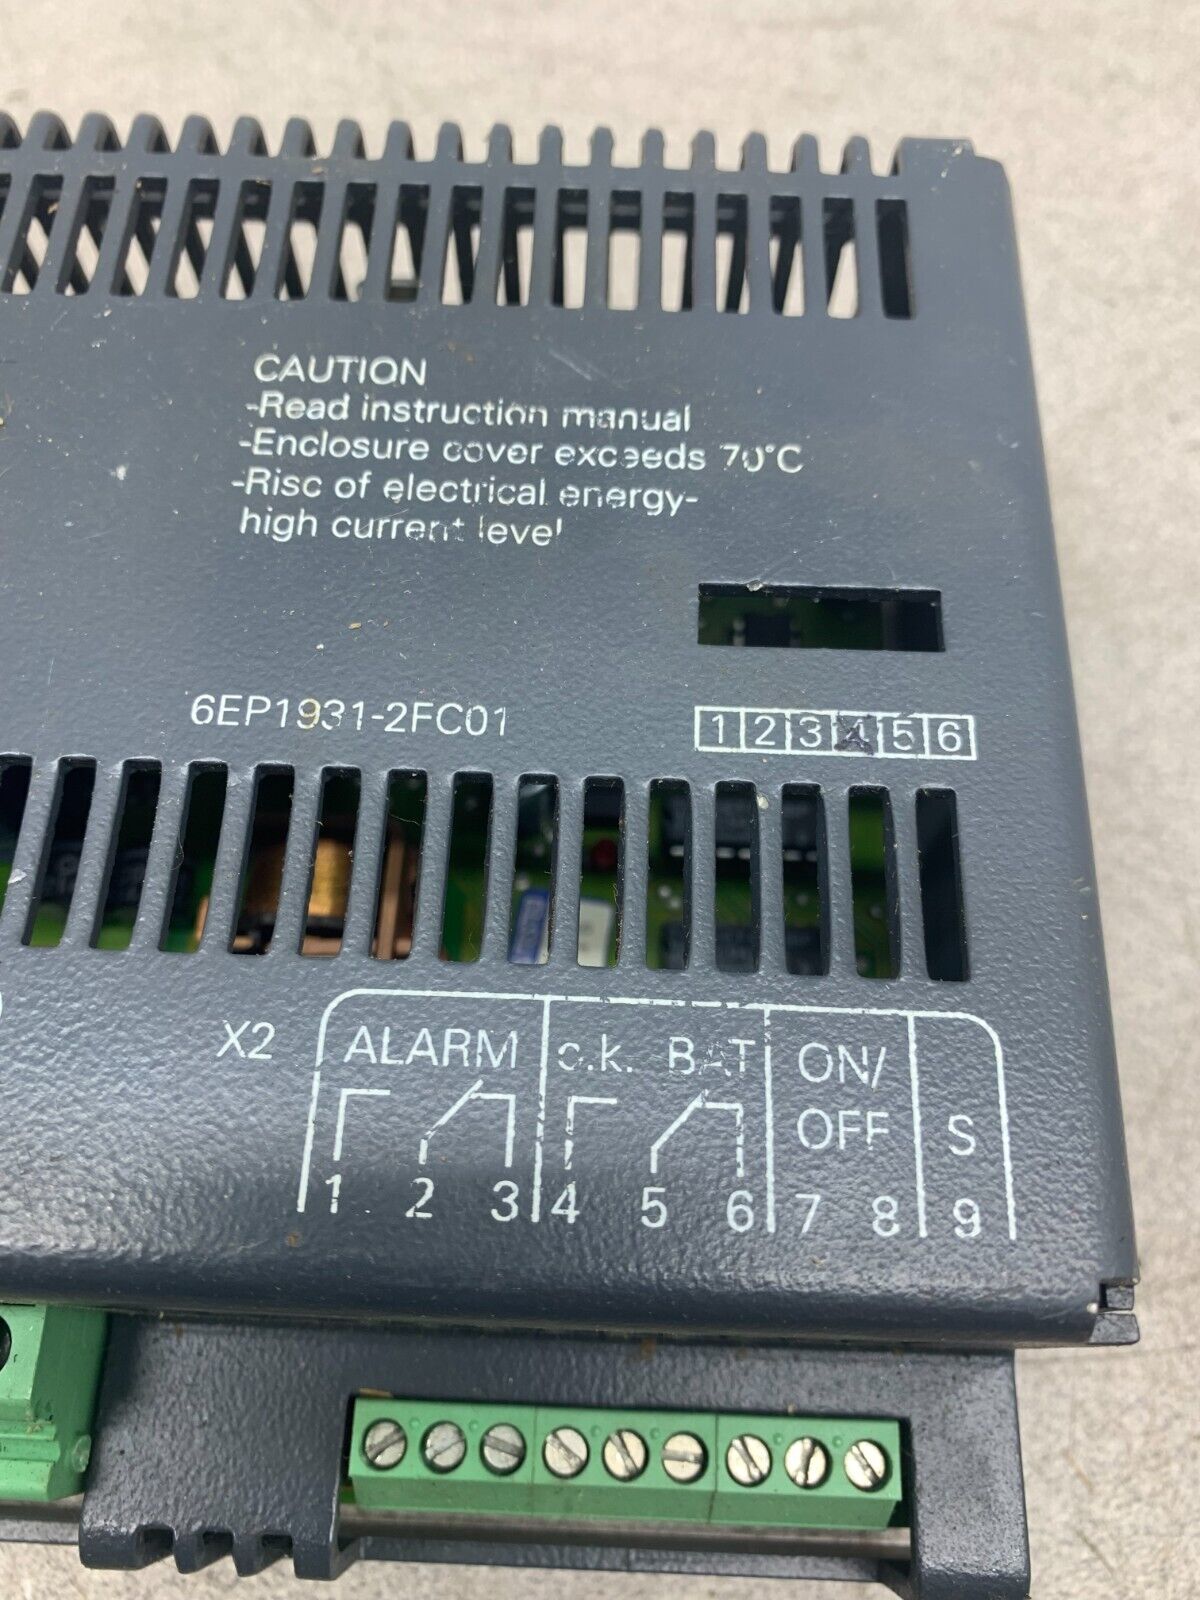 CAUTION
-Read instruction manual
-Enclosure cover exceeds 70°C
-Risc of electrical energy-
high current level
6EP1931-2FC01
1 2 3 4 5 6
X2 ALARM o.k. BAT ON/
OFF S
1 2 3 4 5 6 7 8 9